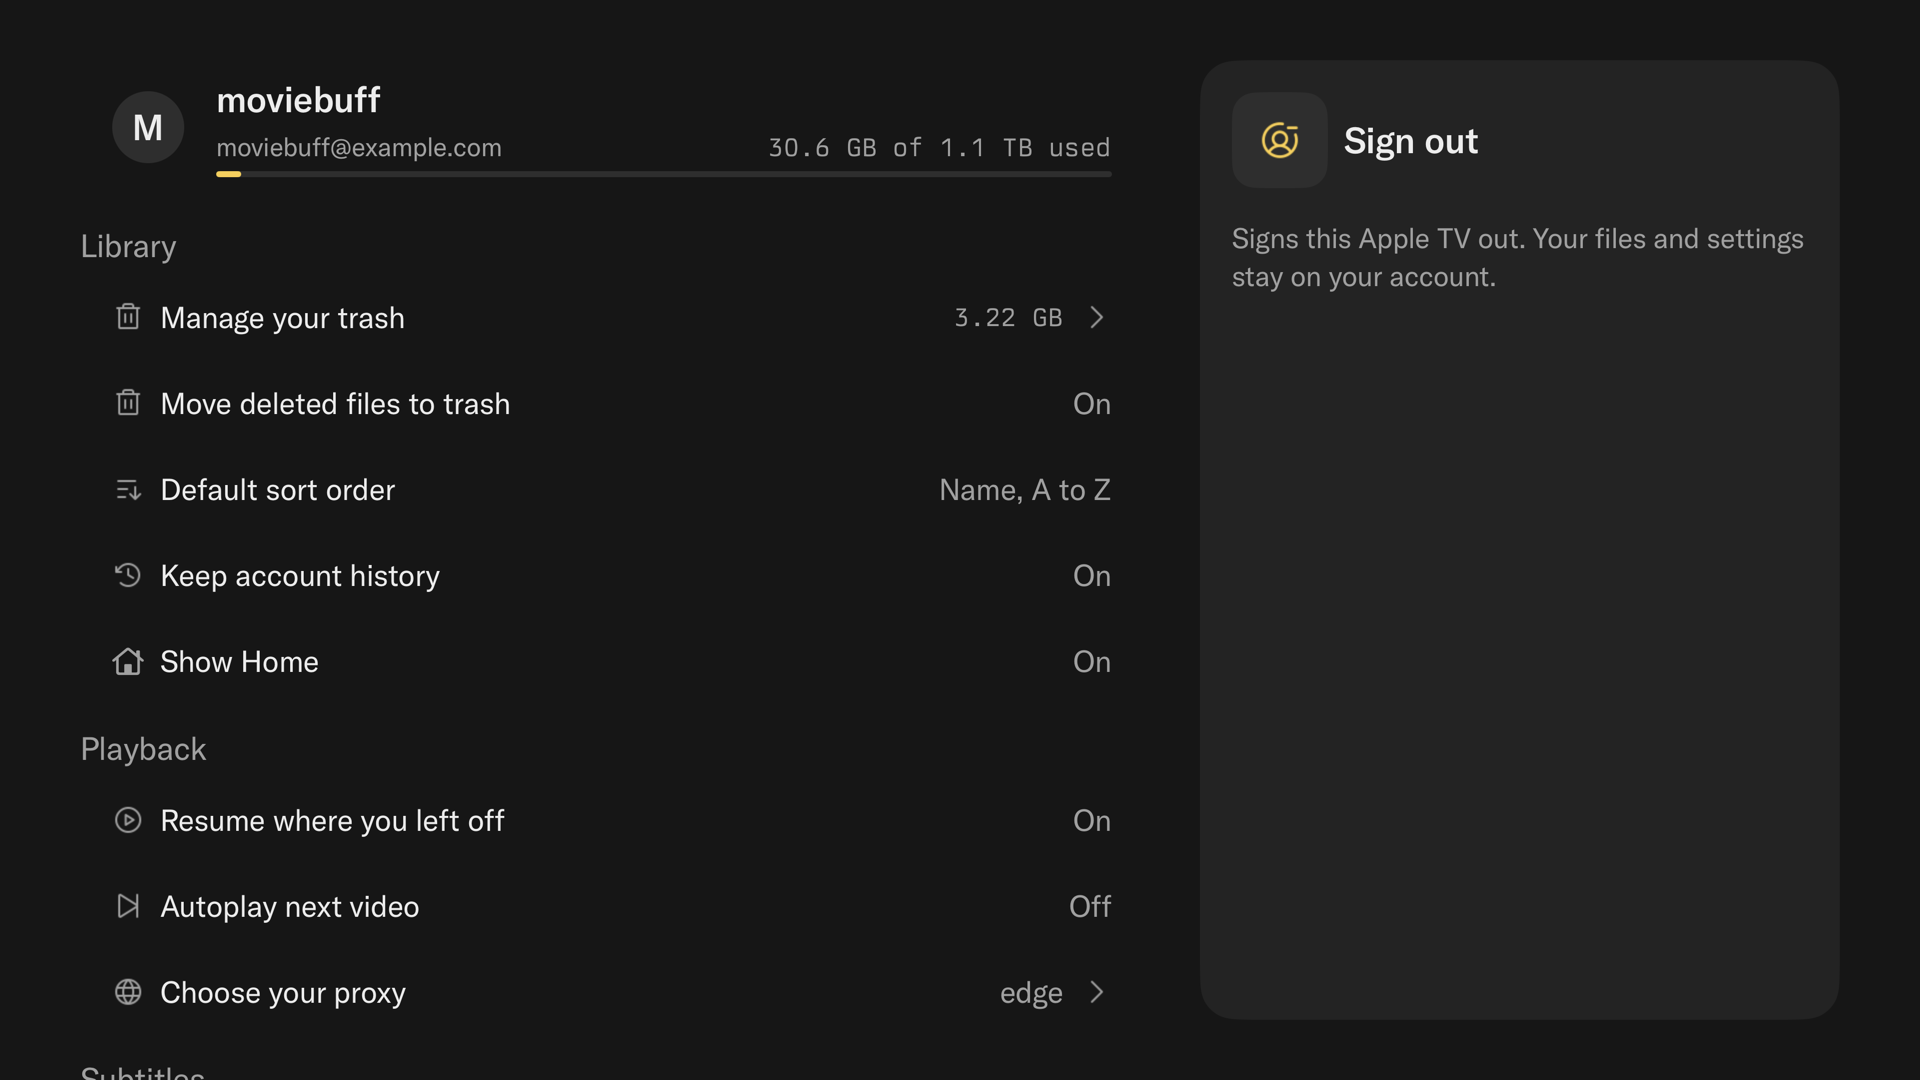 M
moviebuff
moviebuff@example.com
30.6 GB of 1.1 TB used
Library
Manage your trash
3.22 GB
Move deleted files to trash
On
Default sort order
Name, A to Z
Keep account history
On
Show Home
On
Playback
Resume where you left off
On
Autoplay next video
Off
Choose your proxy
edge
Subtitles
Sign out
Signs this Apple TV out. Your files and settings
stay on your account.